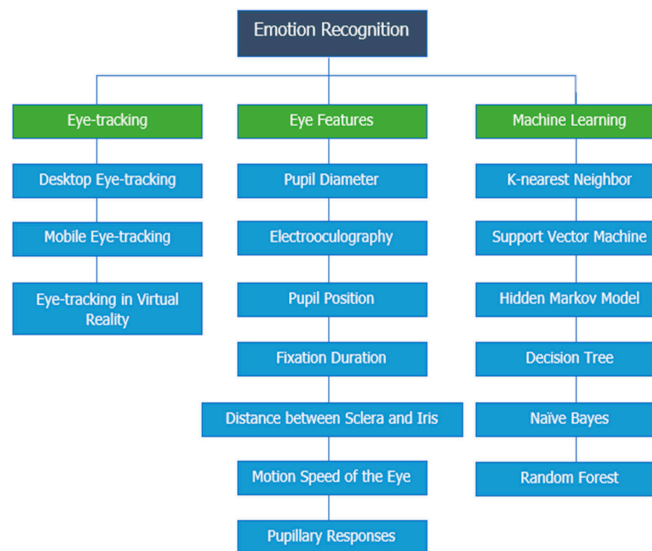 Emotion Recognition
Eye-tracking
Desktop Eye-tracking
Mobile Eye-tracking
Eye-tracking in Virtual
Reality
Eye Features
Pupil Diameter
Electrooculography
Pupil Position
Fixation Duration
Distance between Sclera and Iris
Motion Speed of the Eye
Pupillary Responses
Machine Learning
K-nearest Neighbor
Support Vector Machine
Hidden Markov Model
Decision Tree
Naïve Bayes
Random Forest